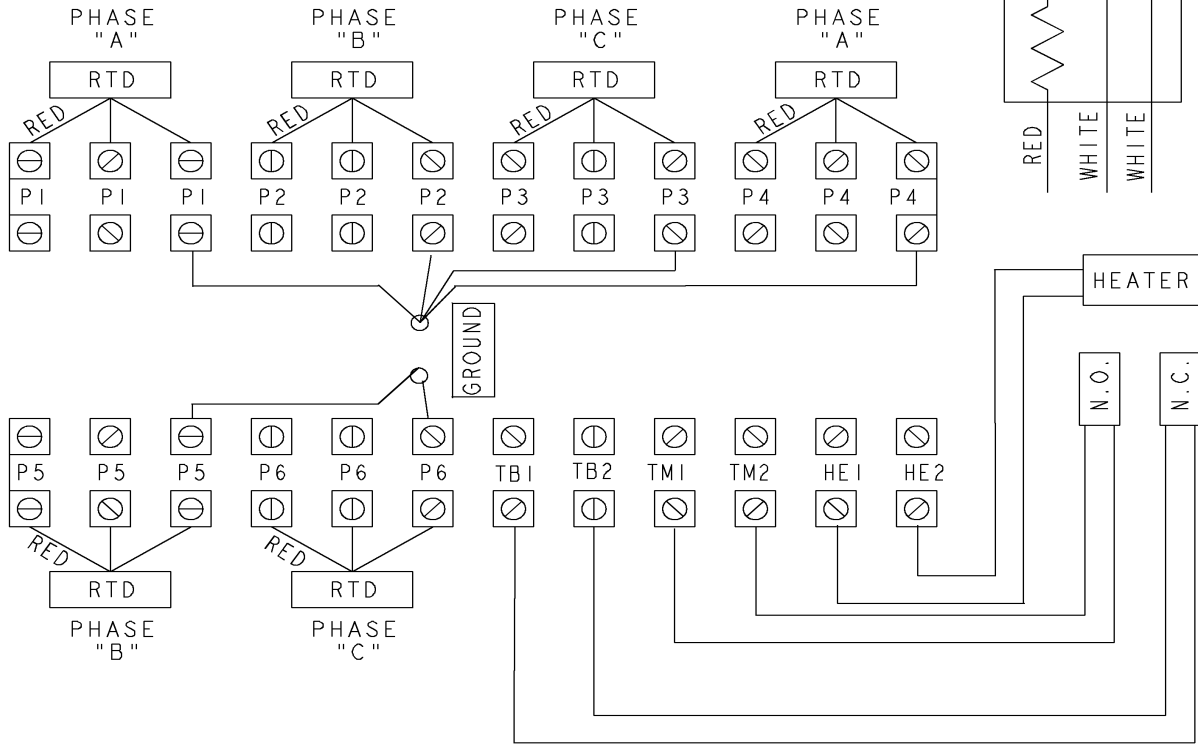 PHASE PHASE PHASE PHASE
"A" "B" "C" "A"
RTD RTD RTD RTD
RED RED RED RED
RED WHITE WHITE
P1 P1 P1 P2 P2 P2 P3 P3 P3 P4 P4 P4
HEATER
GROUND
N.O. N.C.
P5 P5 P5 P6 P6 P6 TB1 TB2 TM1 TM2 HE1 HE2
RED RED
RTD RTD
PHASE PHASE
"B" "C"